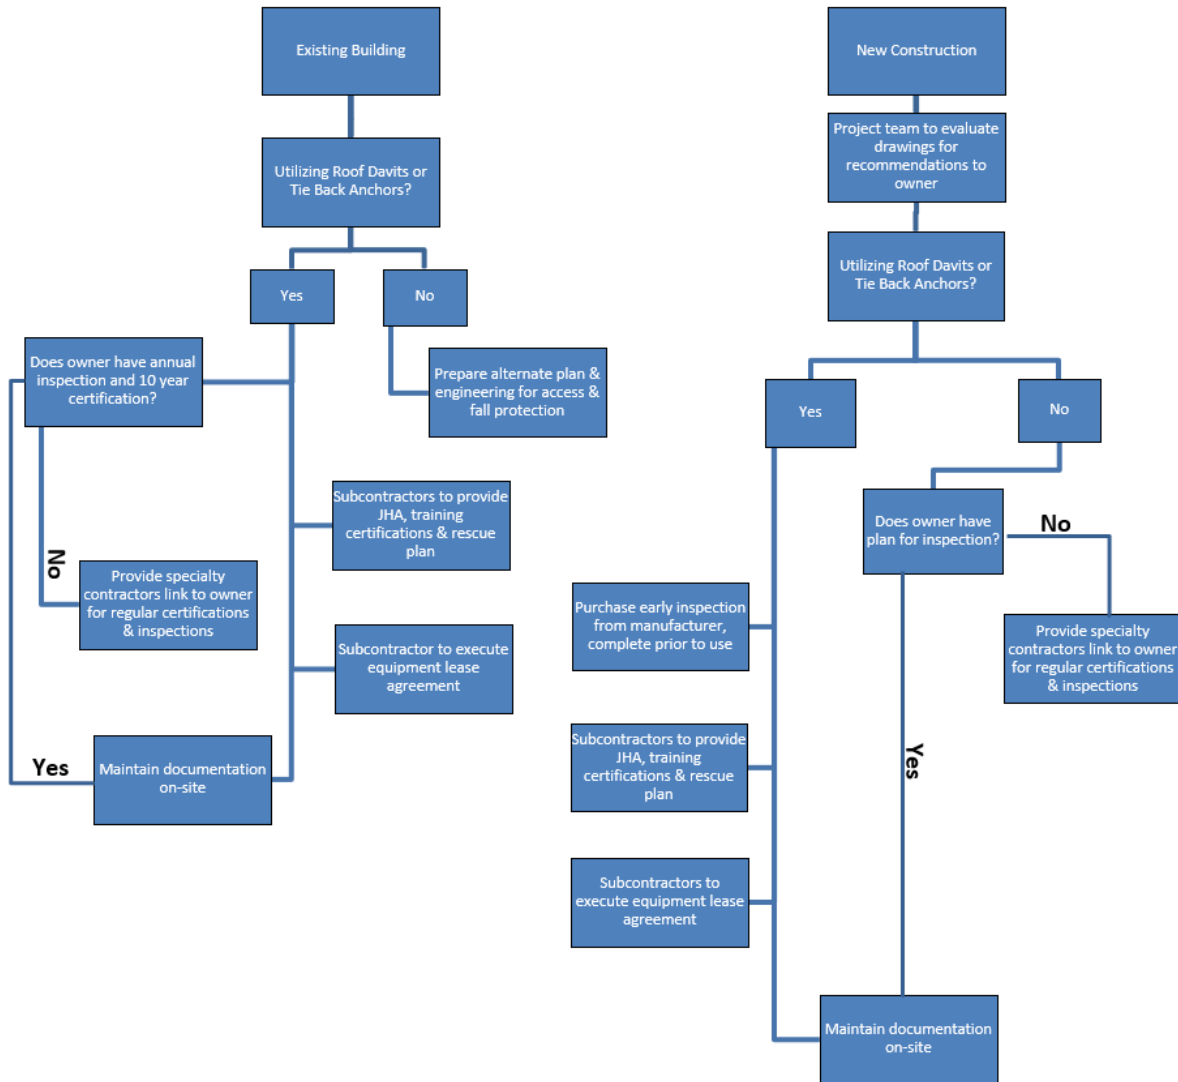 Existing Building
Utilizing Roof Davits or
Tie Back Anchors?
Yes
No
Does owner have annual
inspection and 10 year
certification?
Prepare alternate plan &
engineering for access &
fall protection
Subcontractors to provide
JHA, training
certifications & rescue
plan
No
Provide specialty
contractors link to owner
for regular certifications
& inspections
Subcontractor to execute
equipment lease
agreement
Yes
Maintain documentation
on-site
New Construction
Project team to evaluate
drawings for
recommendations to
owner
Utilizing Roof Davits or
Tie Back Anchors?
Yes
No
Does owner have
plan for inspection?
No
Purchase early inspection
from manufacturer,
complete prior to use
Provide specialty
contractors link to owner
for regular certifications
& inspections
Subcontractors to provide
JHA, training
certifications & rescue
plan
Yes
Subcontractors to
execute equipment lease
agreement
Maintain documentation
on-site